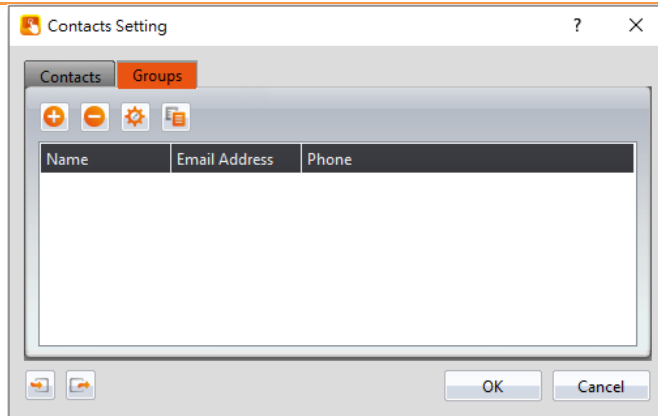 Contacts Setting ? ×
Contacts Groups
Name Email Address Phone
OK Cancel